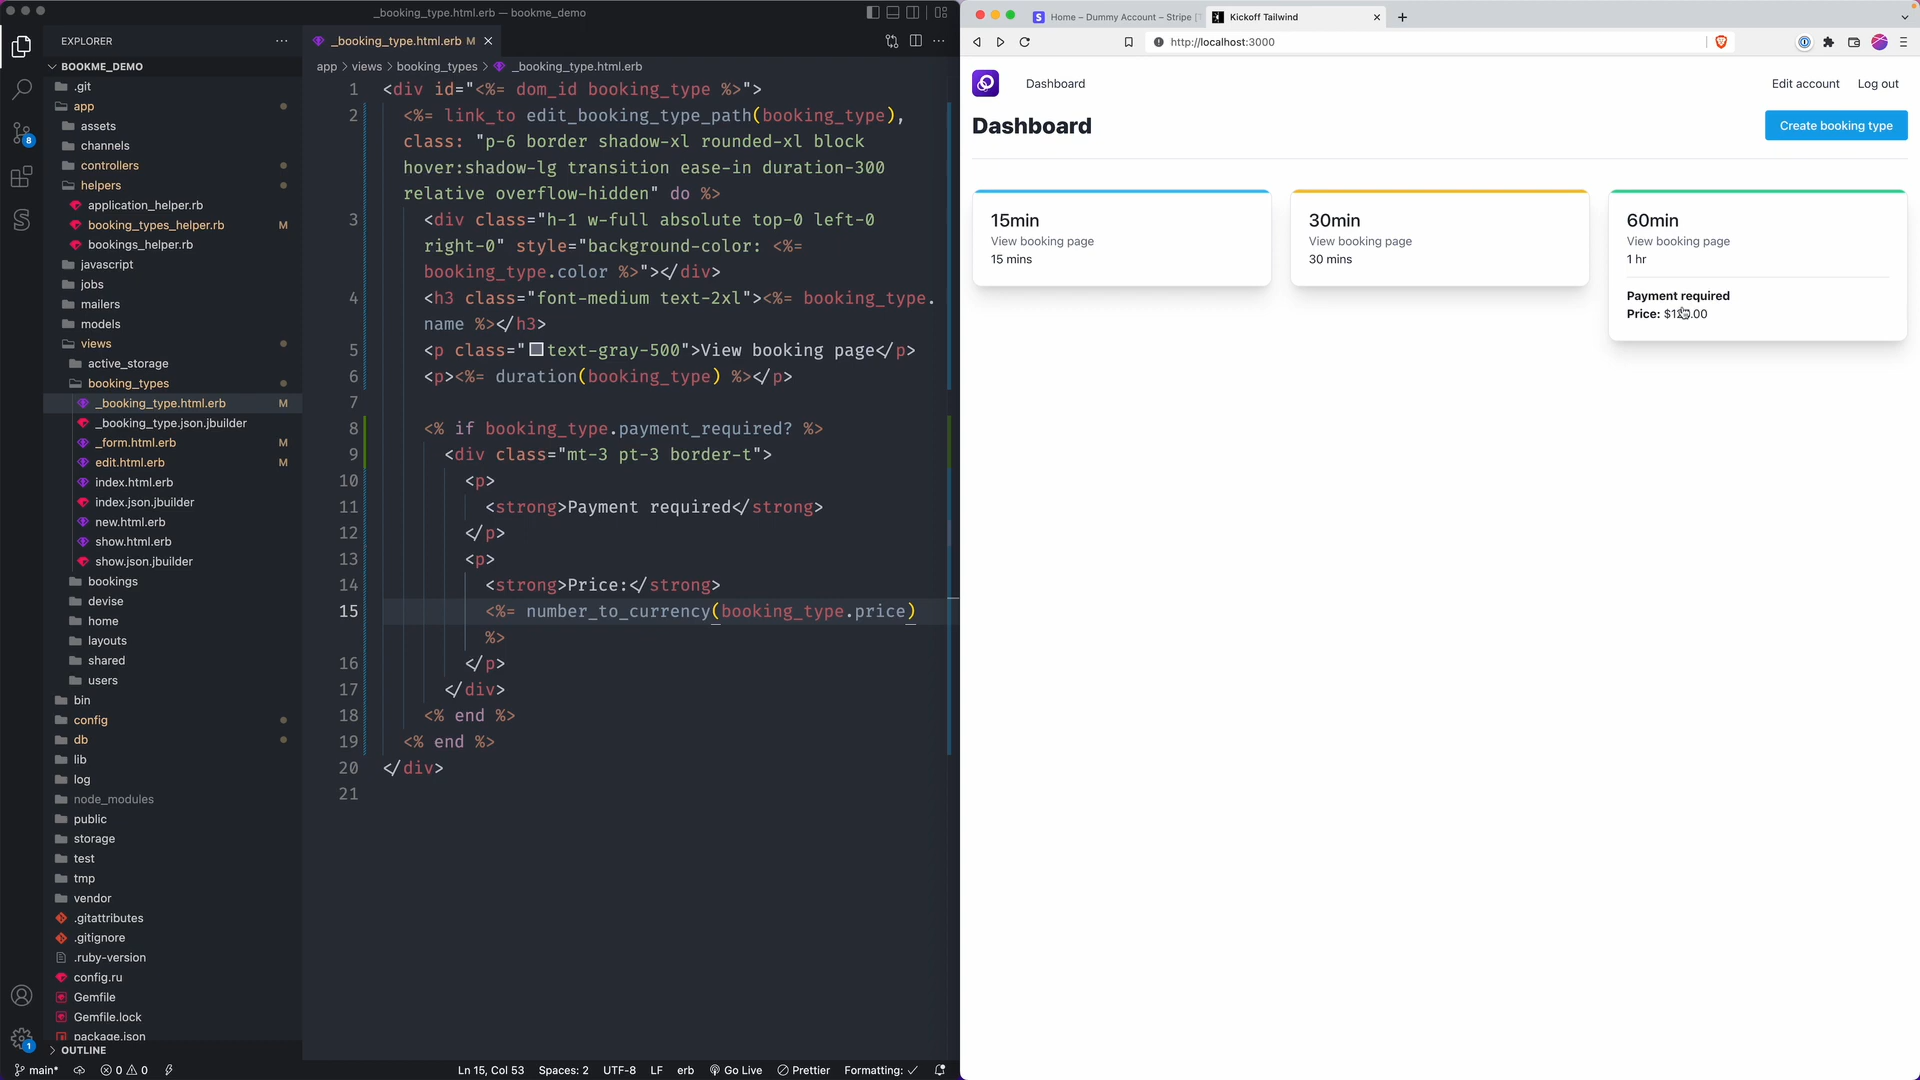 _booking_type.html.erb — bookme_demo
EXPLORER
BOOKME_DEMO
.git
app
assets
channels
controllers
helpers
application_helper.rb
booking_types_helper.rb M
bookings_helper.rb
javascript
jobs
mailers
models
views
active_storage
booking_types
_booking_type.html.erb M
_booking_type.json.jbuilder
_form.html.erb M
edit.html.erb M
index.html.erb
index.json.jbuilder
new.html.erb
show.html.erb
show.json.jbuilder
bookings
devise
home
layouts
shared
users
bin
config
db
lib
log
node_modules
public
storage
test
tmp
vendor
.gitattributes
.gitignore
.ruby-version
config.ru
Gemfile
Gemfile.lock
package.json
OUTLINE
8
1
_booking_type.html.erb M
app > views > booking_types > _booking_type.html.erb
1 <div id="<%= dom_id booking_type %>">
2 <%= link_to edit_booking_type_path(booking_type),
class: "p-6 border shadow-xl rounded-xl block
hover:shadow-lg transition ease-in duration-300
relative overflow-hidden" do %>
3 <div class="h-1 w-full absolute top-0 left-0
right-0" style="background-color: <%=
booking_type.color %>"></div>
4 <h3 class="font-medium text-2xl"><%= booking_type.
name %></h3>
5 <p class="text-gray-500">View booking page</p>
6 <p><%= duration(booking_type) %></p>
7
8 <% if booking_type.payment_required? %>
9 <div class="mt-3 pt-3 border-t">
10 <p>
11 <strong>Payment required</strong>
12 </p>
13 <p>
14 <strong>Price:</strong>
15 <%= number_to_currency(booking_type.price)
%>
16 </p>
17 </div>
18 <% end %>
19 <% end %>
20 </div>
21
main* 0 0 Ln 15, Col 53 Spaces: 2 UTF-8 LF erb Go Live Prettier Formatting:
Home – Dummy Account – Stripe [
Kickoff Tailwind
http://localhost:3000
Dashboard
Edit account
Log out
Dashboard
Create booking type
15min
View booking page
15 mins
30min
View booking page
30 mins
60min
View booking page
1 hr
Payment required
Price: